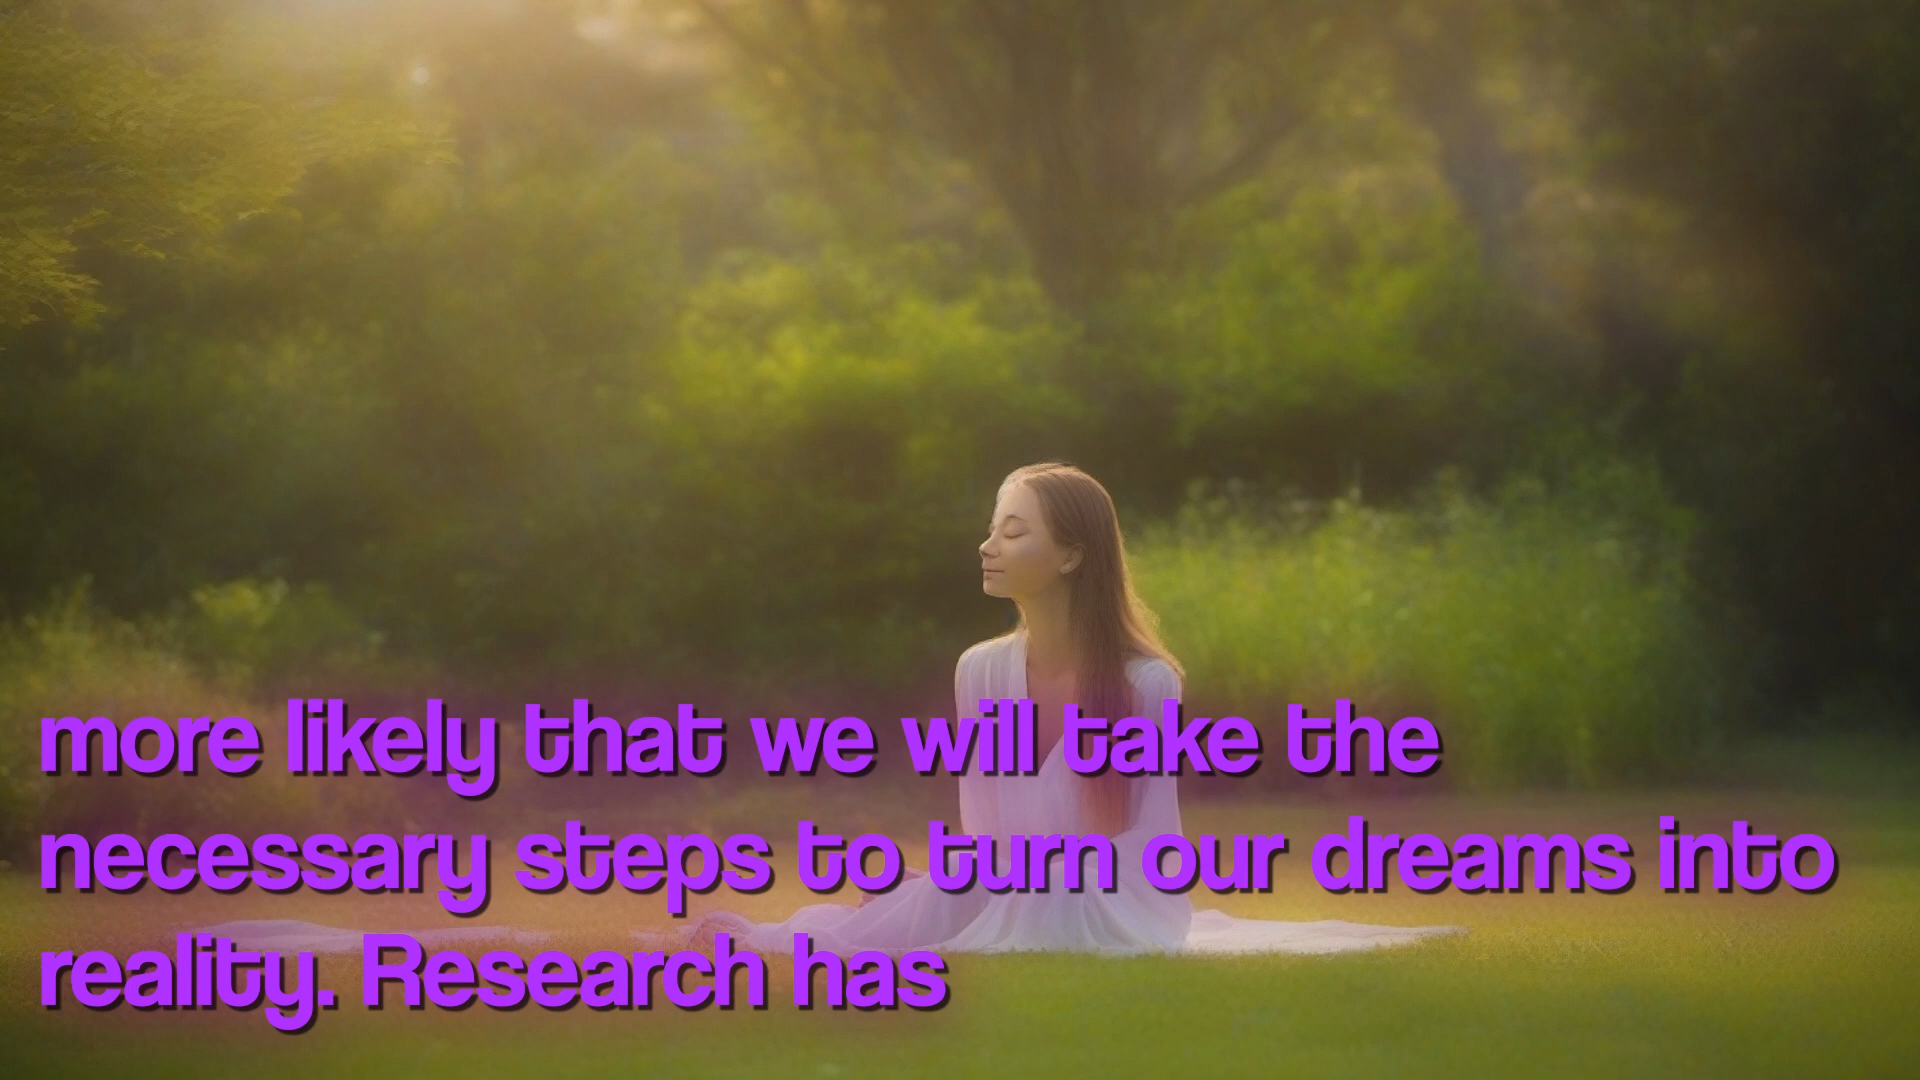 more likely that we will take the
necessary steps to turn our dreams into
reality. Research has